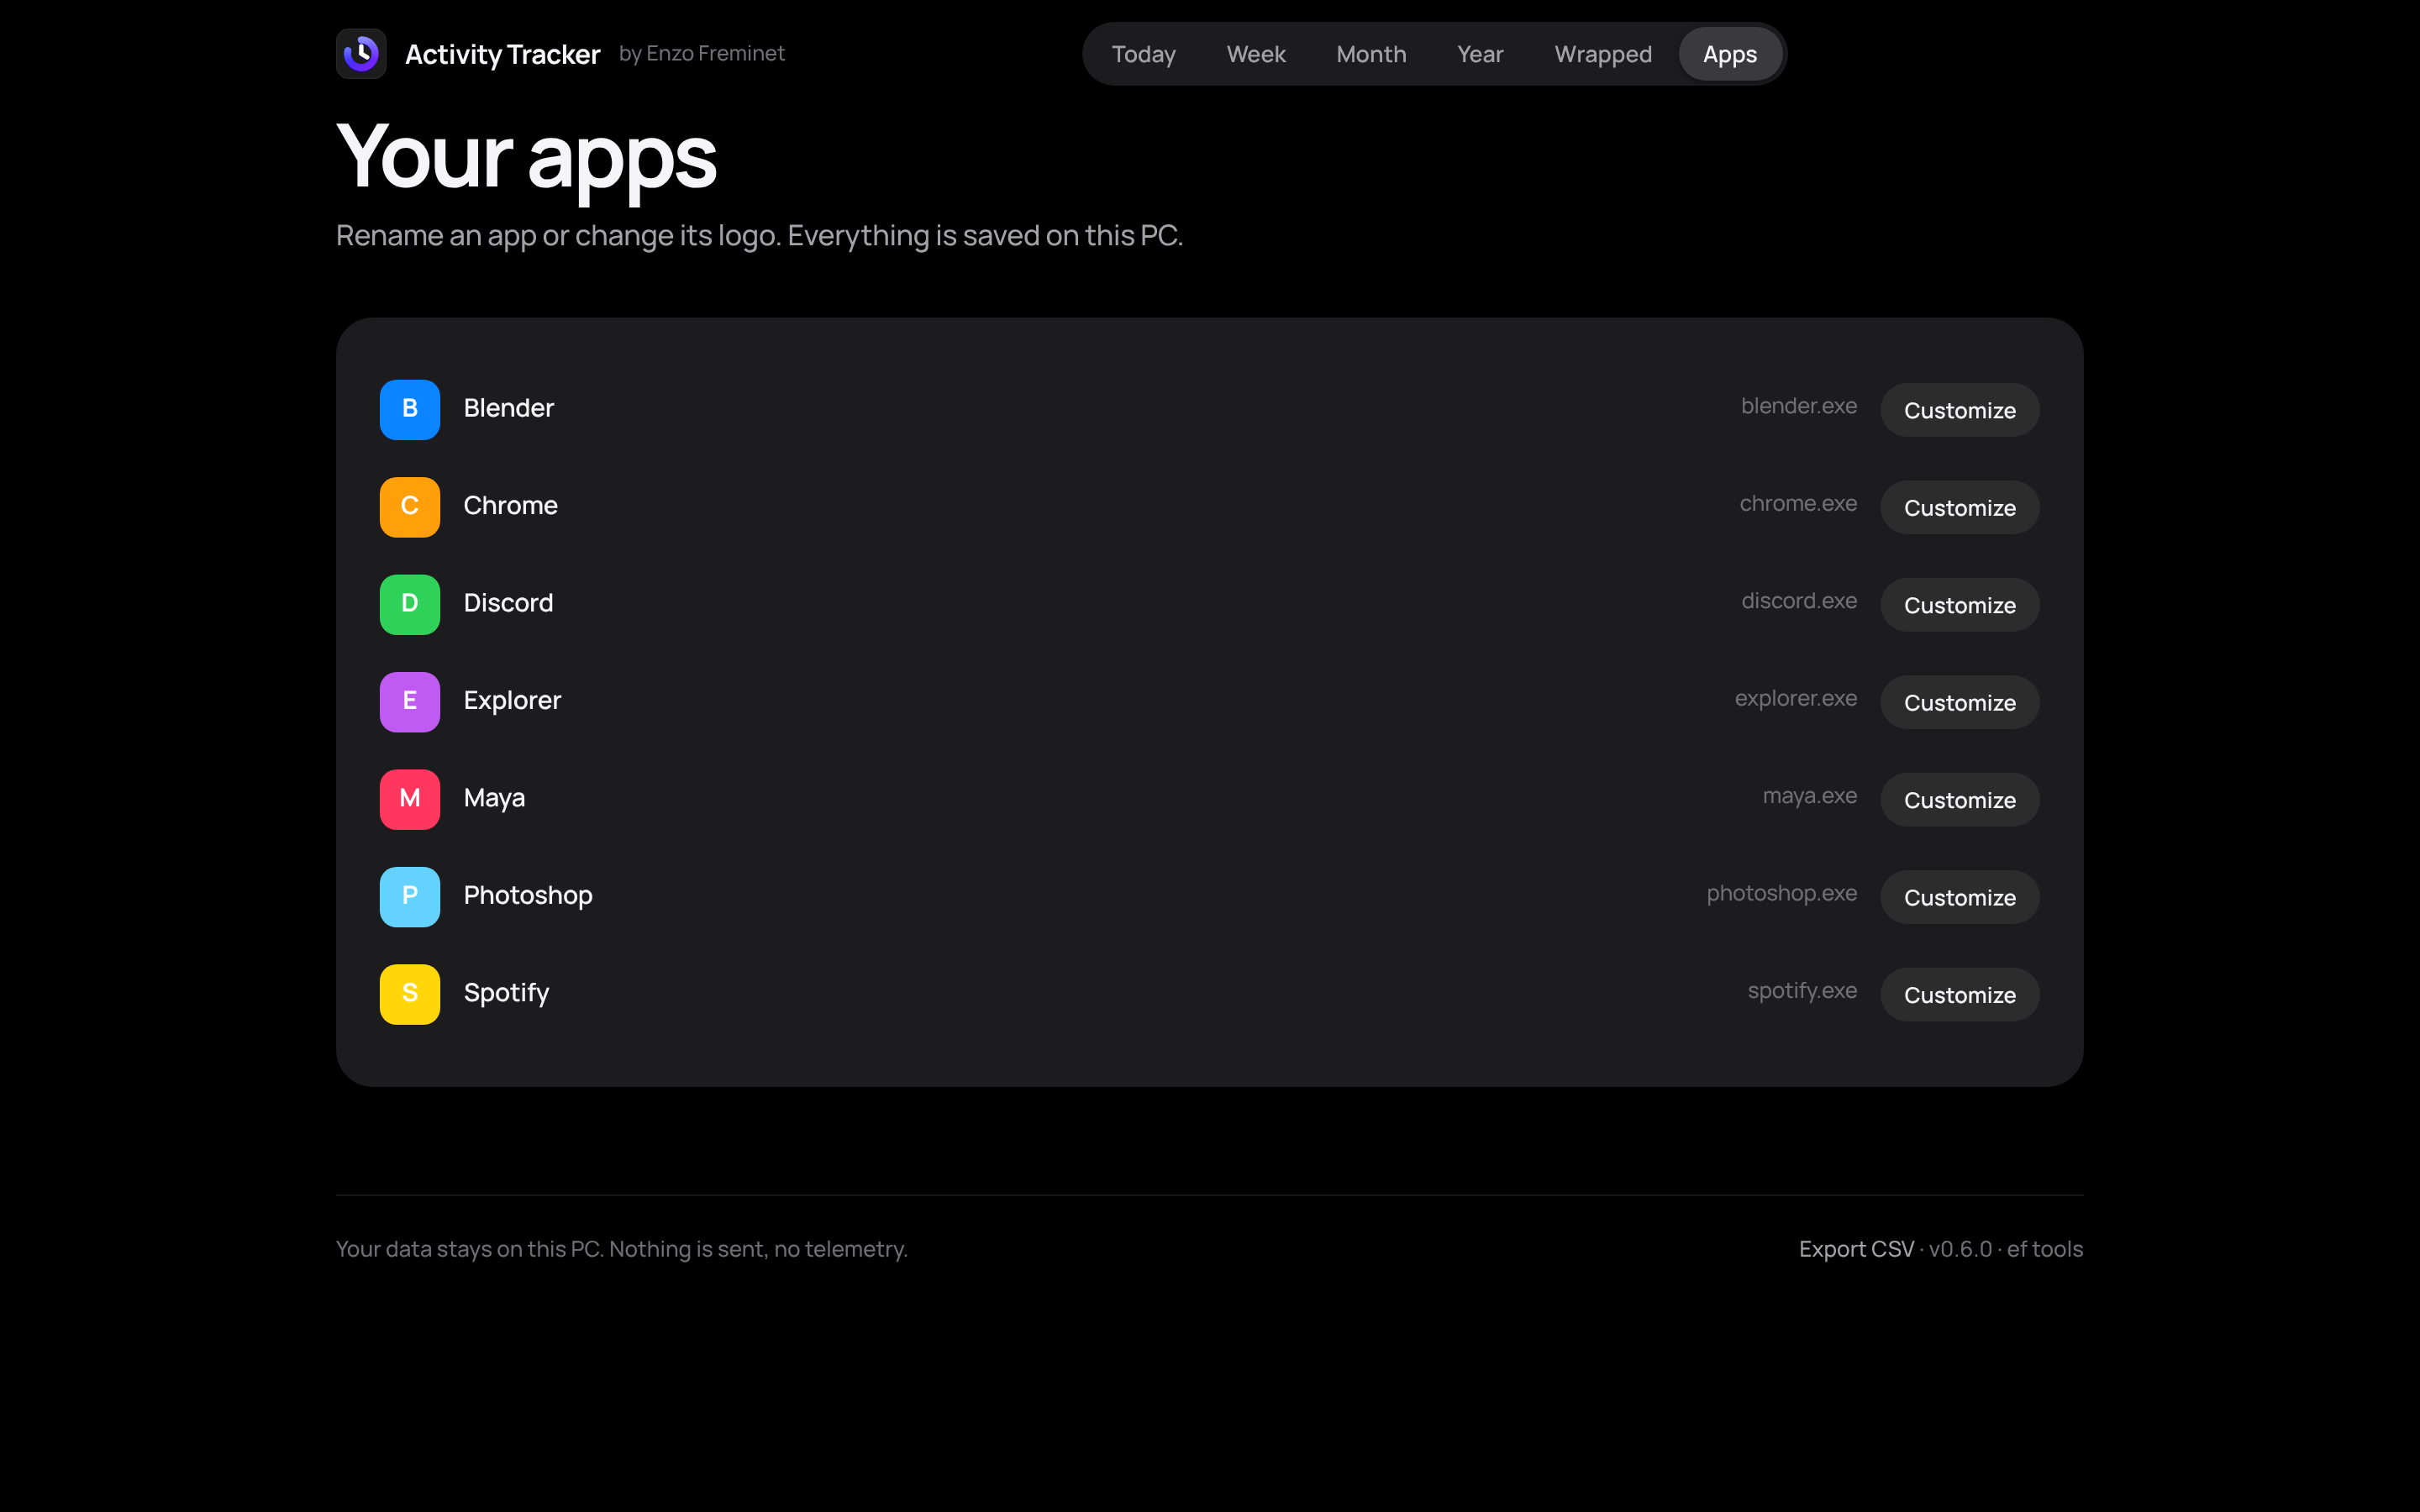 Activity Tracker by Enzo Freminet
Today Week Month Year Wrapped Apps
Your apps
Rename an app or change its logo. Everything is saved on this PC.
B Blender blender.exe Customize
C Chrome chrome.exe Customize
D Discord discord.exe Customize
E Explorer explorer.exe Customize
M Maya maya.exe Customize
P Photoshop photoshop.exe Customize
S Spotify spotify.exe Customize
Your data stays on this PC. Nothing is sent, no telemetry.
Export CSV · v0.6.0 · ef tools